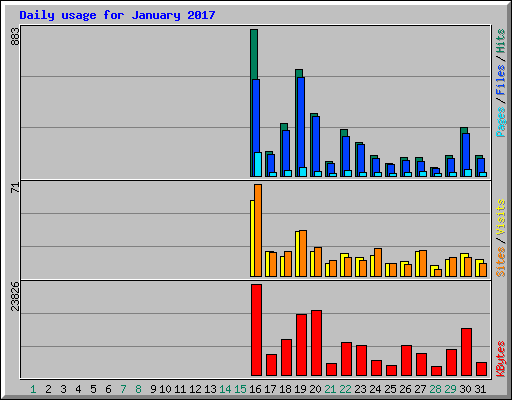 Daily usage for January 2017
883
Pages / Files / Hits
71
Sites / Visits
23826
KBytes
1 2 3 4 5 6 7 8 9 10 11 12 13 14 15 16 17 18 19 20 21 22 23 24 25 26 27 28 29 30 31